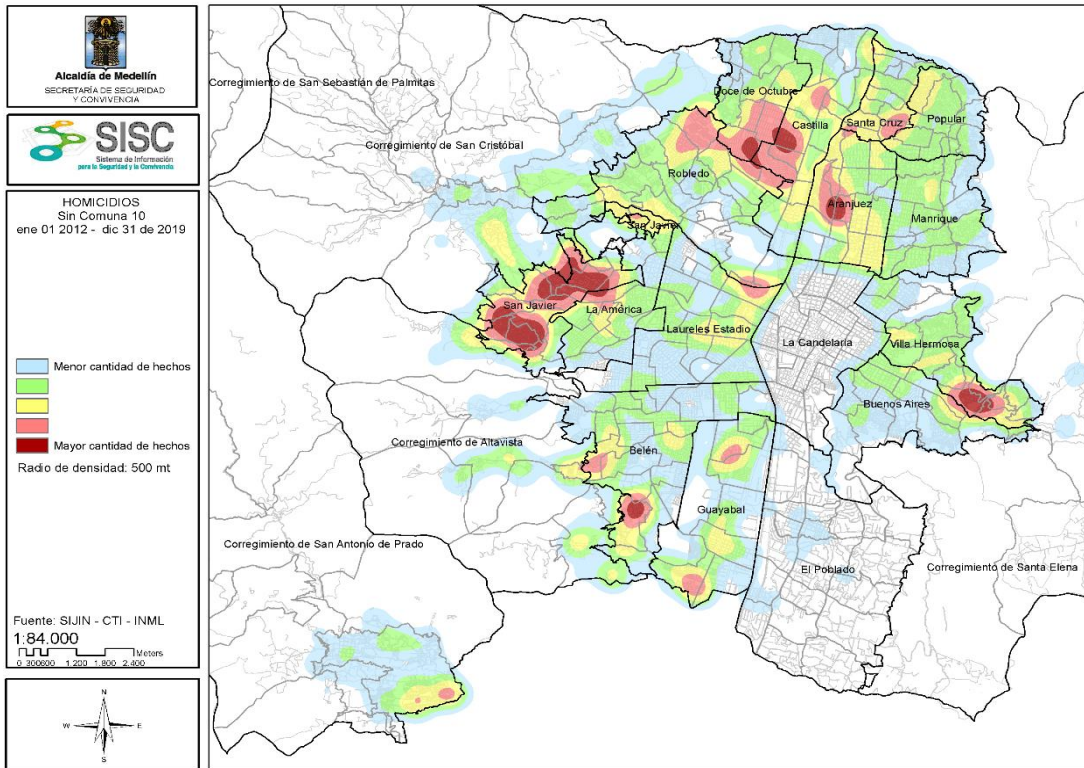 Alcaldía de Medellín
SECRETARÍA DE SEGURIDAD
Y CONVIVENCIA
SISC
Sistema de Información
para la Seguridad y la Convivencia
HOMICIDIOS
Sin Comuna 10
ene 01 2012 - dic 31 de 2019
Menor cantidad de hechos
Mayor cantidad de hechos
Radio de densidad: 500 mt
Fuente: SIJIN - CTI - INML
1:84.000
Meters
0 300600 1.200 1.800 2.400
N
W E
S
Corregimiento de San Sebastián de Palmitas
Doce de Octubre
Castilla
Santa Cruz
Popular
Corregimiento de San Cristóbal
Robledo
Aranjuez
Manrique
San Javier
San Javier
La América
Laureles Estadio
La Candelaria
Villa Hermosa
Buenos Aires
Corregimiento de Altavista
Belén
Guayabal
Corregimiento de San Antonio de Prado
El Poblado
Corregimiento de Santa Elena